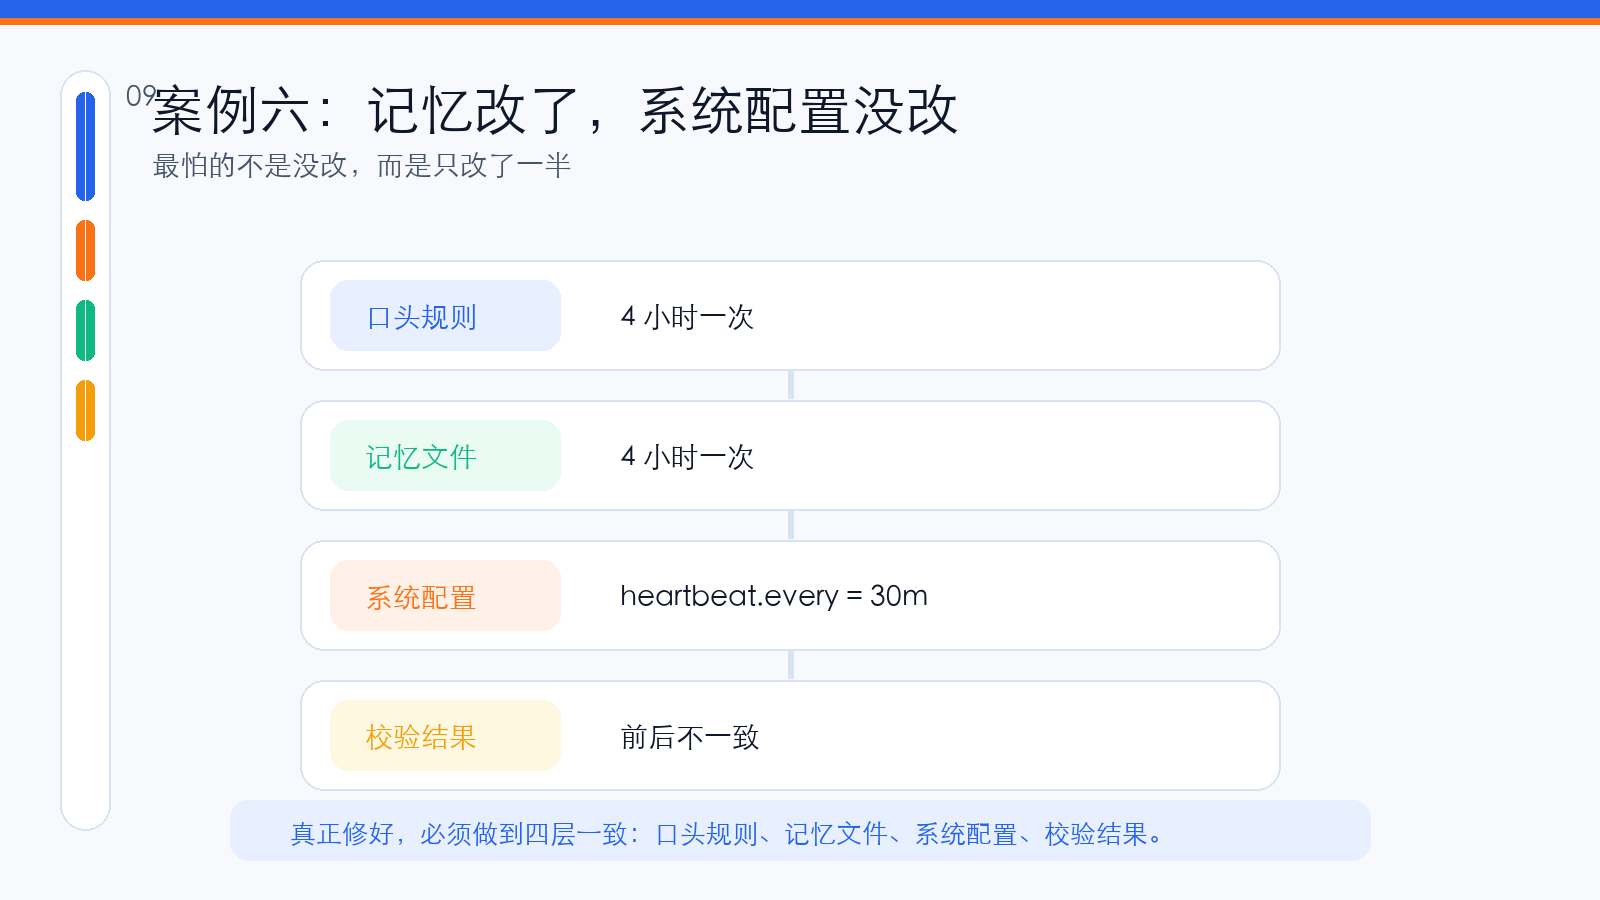 09
案例六：记忆改了，系统配置没改
最怕的不是没改，而是只改了一半
口头规则
4 小时一次
记忆文件
4 小时一次
系统配置
heartbeat.every = 30m
校验结果
前后不一致
真正修好，必须做到四层一致：口头规则、记忆文件、系统配置、校验结果。